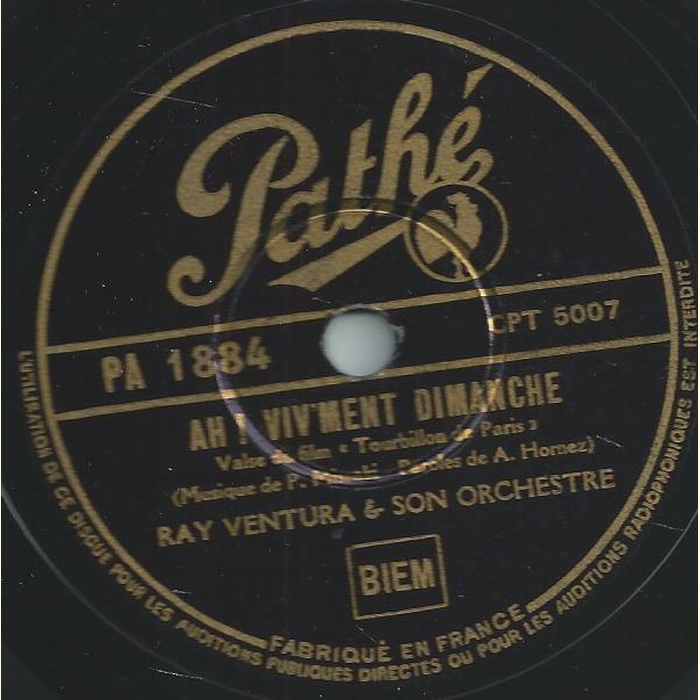 Pathé
PA 1884
CPT 5007
AH ! VIV'MENT DIMANCHE
Valse du film « Tourbillon de Paris »
(Musique de P. Paroles de A. Hornez)
RAY VENTURA & SON ORCHESTRE
BIEM
FABRIQUÉ EN FRANCE
L'UTILISATION DE CE DISQUE POUR LES AUDITIONS PUBLIQUES DIRECTES OU POUR LES AUDITIONS RADIOPHONIQUES EST INTERDITE